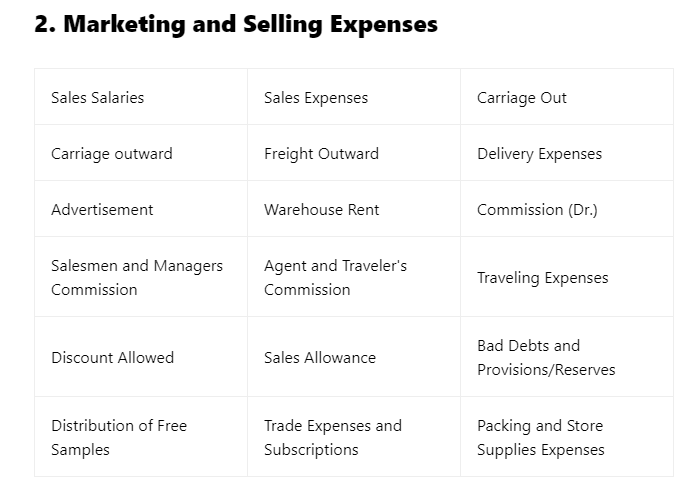 2. Marketing and Selling Expenses
Sales Salaries
Sales Expenses
Carriage Out
Carriage outward
Freight Outward
Delivery Expenses
Advertisement
Warehouse Rent
Commission (Dr.)
Salesmen and Managers
Commission
Agent and Traveler's
Commission
Traveling Expenses
Discount Allowed
Sales Allowance
Bad Debts and
Provisions/Reserves
Distribution of Free
Samples
Trade Expenses and
Subscriptions
Packing and Store
Supplies Expenses